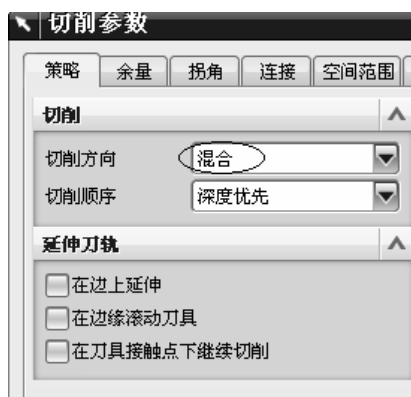 切削参数
策略 余量 拐角 连接 空间范围
切削
切削方向 混合
切削顺序 深度优先
延伸刀轨
在边上延伸
在边缘滚动刀具
在刀具接触点下继续切削